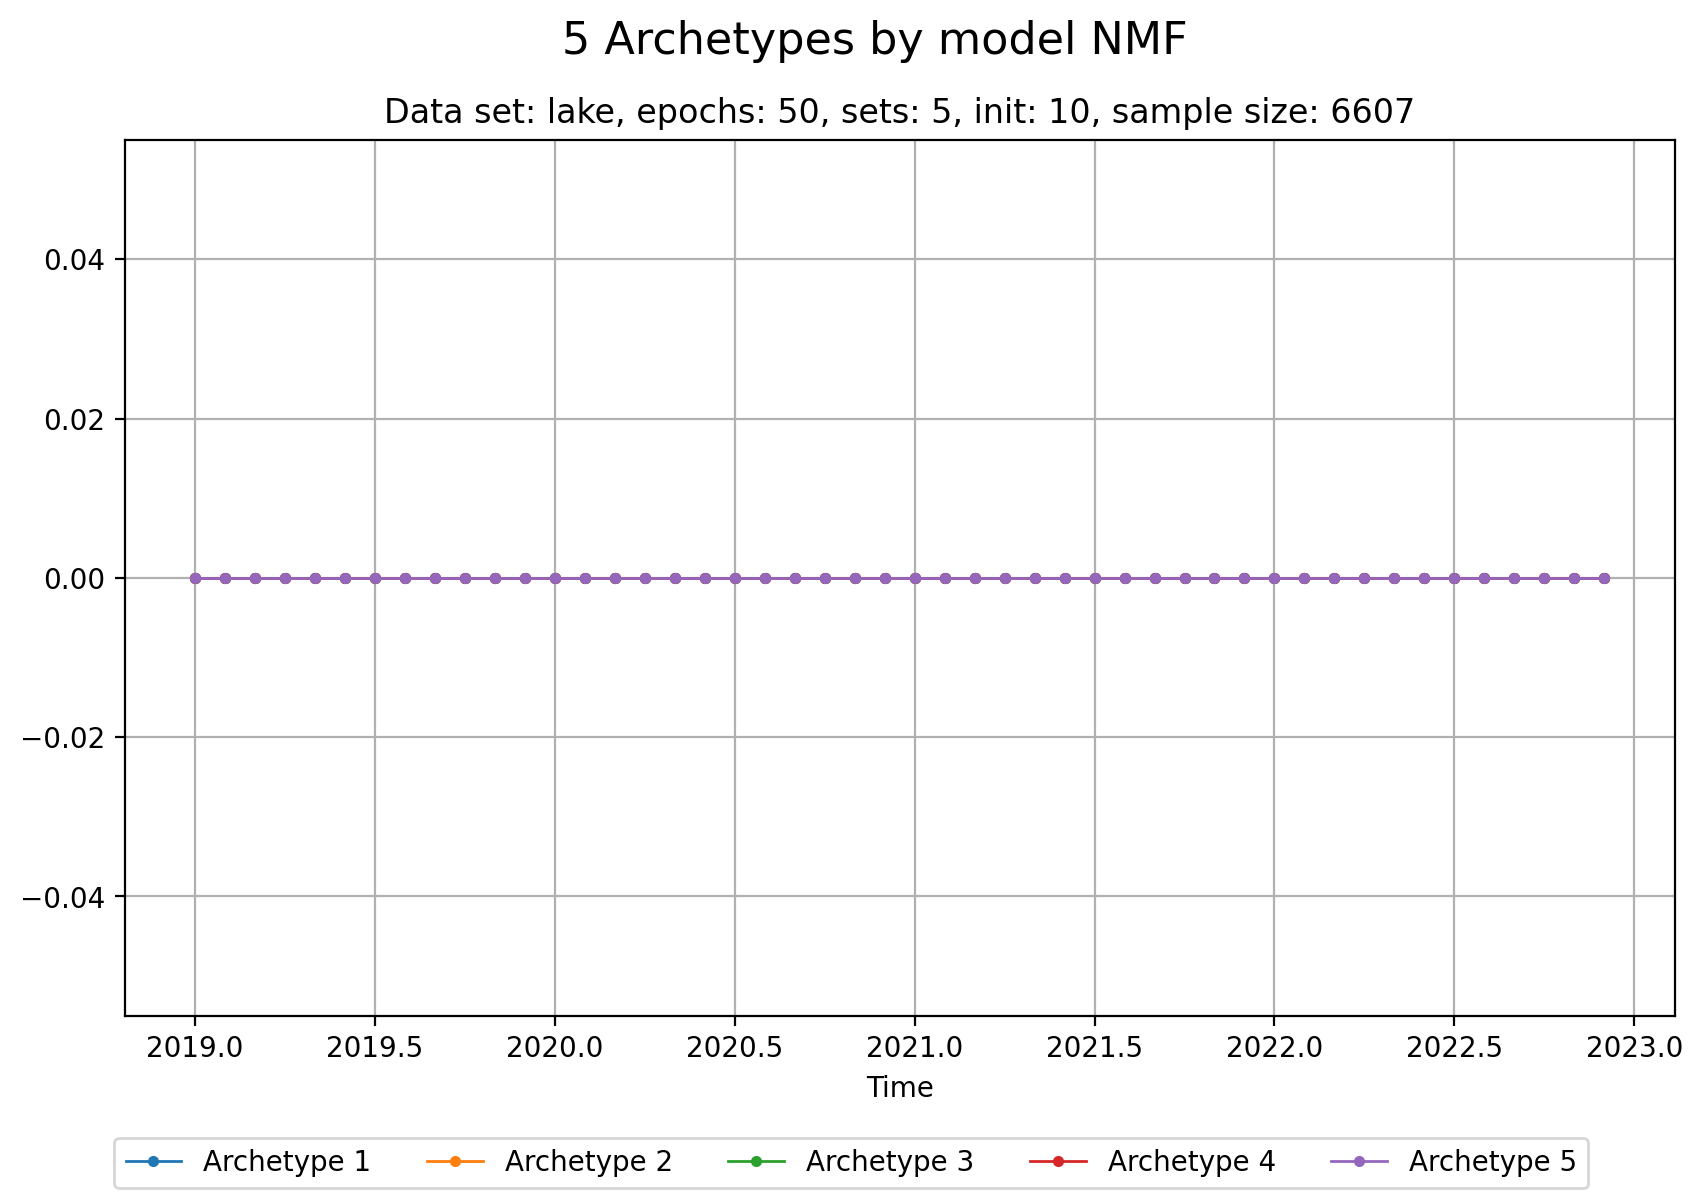 5 Archetypes by model NMF
Data set: lake, epochs: 50, sets: 5, init: 10, sample size: 6607
0.04
0.02
0.00
−0.02
−0.04
2019.0 2019.5 2020.0 2020.5 2021.0 2021.5 2022.0 2022.5 2023.0
Time
Archetype 1 Archetype 2 Archetype 3 Archetype 4 Archetype 5